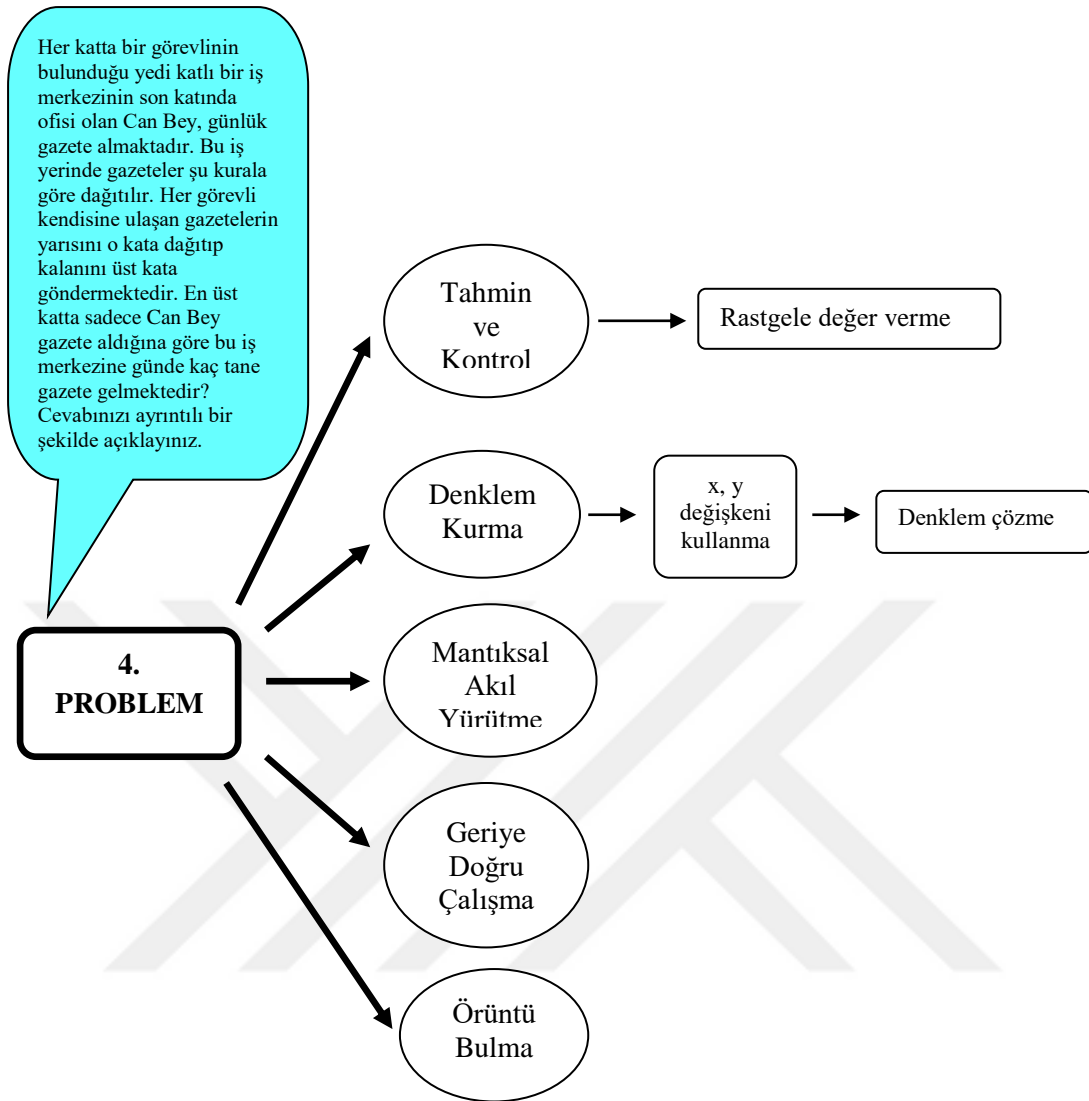 Her katta bir görevlinin
bulunduğu yedi katlı bir iş
merkezinin son katında
ofisi olan Can Bey, günlük
gazete almaktadır. Bu iş
yerinde gazeteler şu kurala
göre dağıtılır. Her görevli
kendisine ulaşan gazetelerin
yarısını o kata dağıtıp
kalanını üst kata
göndermektedir. En üst
katta sadece Can Bey
gazete aldığına göre bu iş
merkezine günde kaç tane
gazete gelmektedir?
Cevabınızı ayrıntılı bir
şekilde açıklayınız.
Tahmin
ve
Kontrol
Rastgele değer verme
Denklem
Kurma
x, y
değişkeni
kullanma
Denklem çözme
4.
PROBLEM
Mantıksal
Akıl
Yürütme
Geriye
Doğru
Çalışma
Örüntü
Bulma